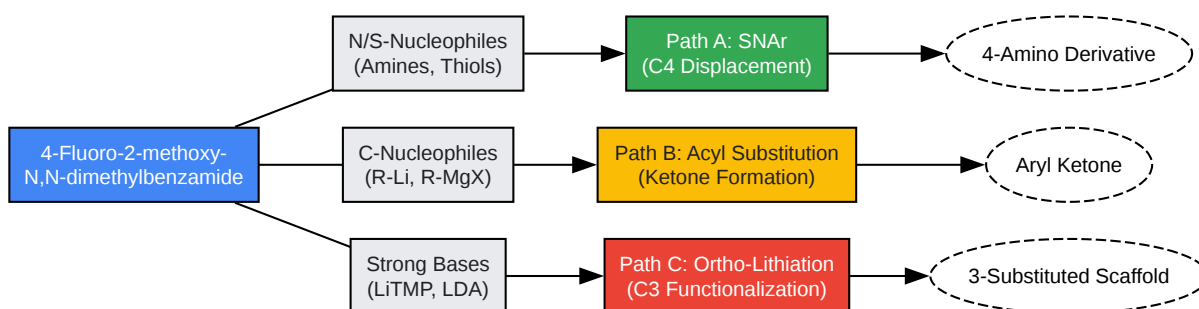 N/S-Nucleophiles
(Amines, Thiols)
Path A: SNAr
(C4 Displacement)
4-Amino Derivative
4-Fluoro-2-methoxy-
N,N-dimethylbenzamide
C-Nucleophiles
(R-Li, R-MgX)
Path B: Acyl Substitution
(Ketone Formation)
Aryl Ketone
Strong Bases
(LiTMP, LDA)
Path C: Ortho-Lithiation
(C3 Functionalization)
3-Substituted Scaffold